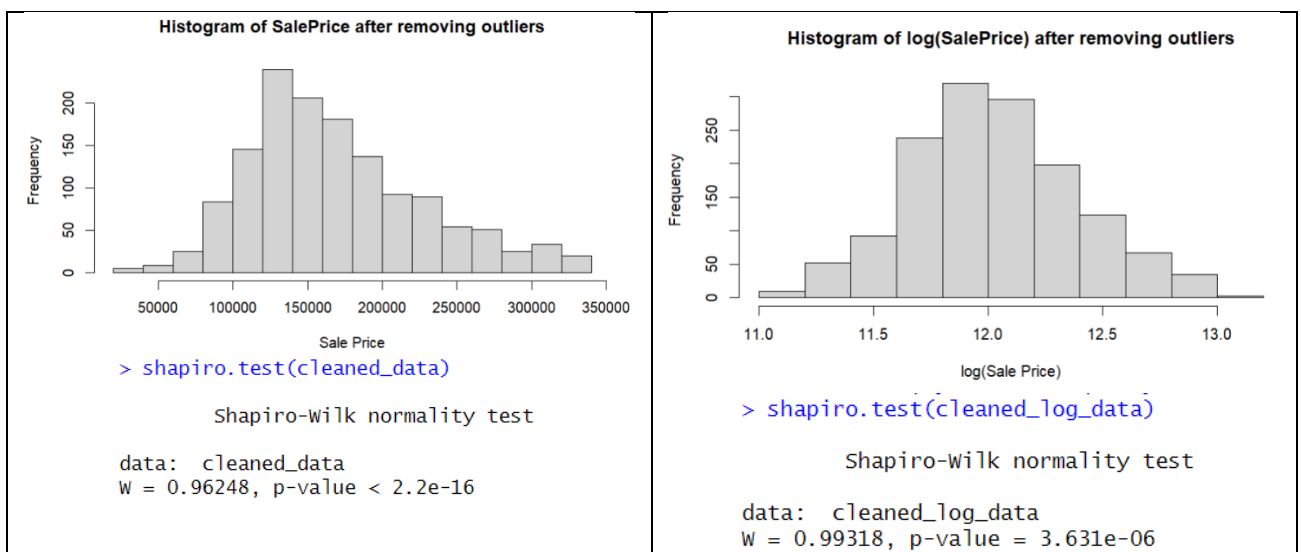 Histogram of SalePrice after removing outliers
Frequency
200
150
100
50
0
50000 100000 150000 200000 250000 300000 350000
Sale Price
> shapiro.test(cleaned_data)
Shapiro-Wilk normality test
data: cleaned_data
W = 0.96248, p-value < 2.2e-16
Histogram of log(SalePrice) after removing outliers
Frequency
250
150
50
0
11.0 11.5 12.0 12.5 13.0
log(Sale Price)
> shapiro.test(cleaned_log_data)
Shapiro-Wilk normality test
data: cleaned_log_data
W = 0.99318, p-value = 3.631e-06